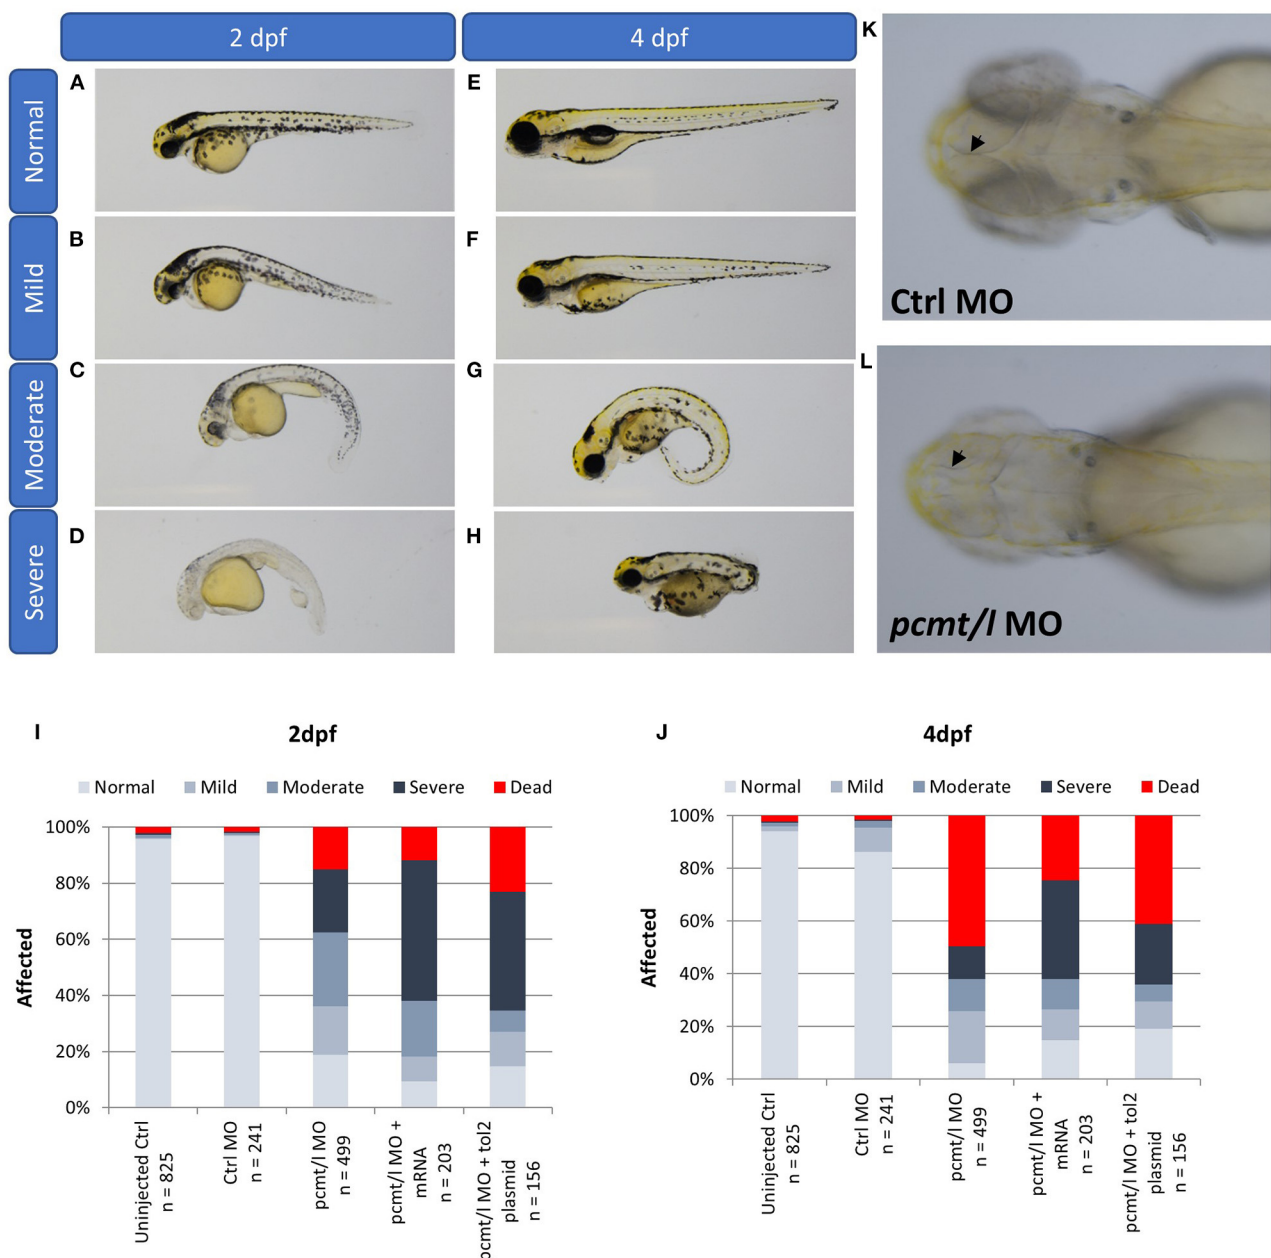 2 dpf
4 dpf
Normal
Mild
Moderate
Severe
A
B
C
D
E
F
G
H
K
Ctrl MO
L
pcmt/l MO
I
2dpf
Normal Mild Moderate Severe Dead
Affected
100%
80%
60%
40%
20%
0%
Uninjected Ctrl
n = 825
Ctrl MO
n = 241
pcmt/l MO
n = 499
pcmt/l MO +
mRNA
n = 203
pcmt/l MO + tol2
plasmid
n = 156
J
4dpf
Normal Mild Moderate Severe Dead
Affected
100%
80%
60%
40%
20%
0%
Uninjected Ctrl
n = 825
Ctrl MO
n = 241
pcmt/l MO
n = 499
pcmt/l MO +
mRNA
n = 203
pcmt/l MO + tol2
plasmid
n = 156